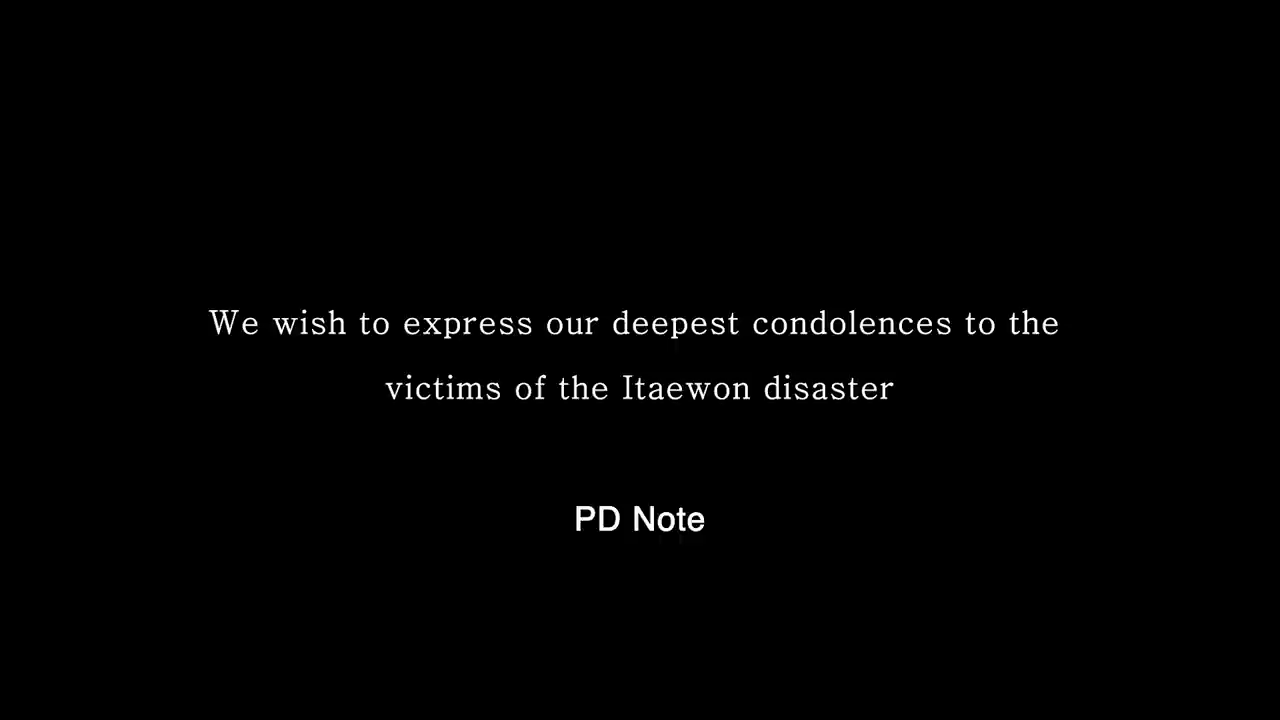 We wish to express our deepest condolences to the
victims of the Itaewon disaster
PD Note